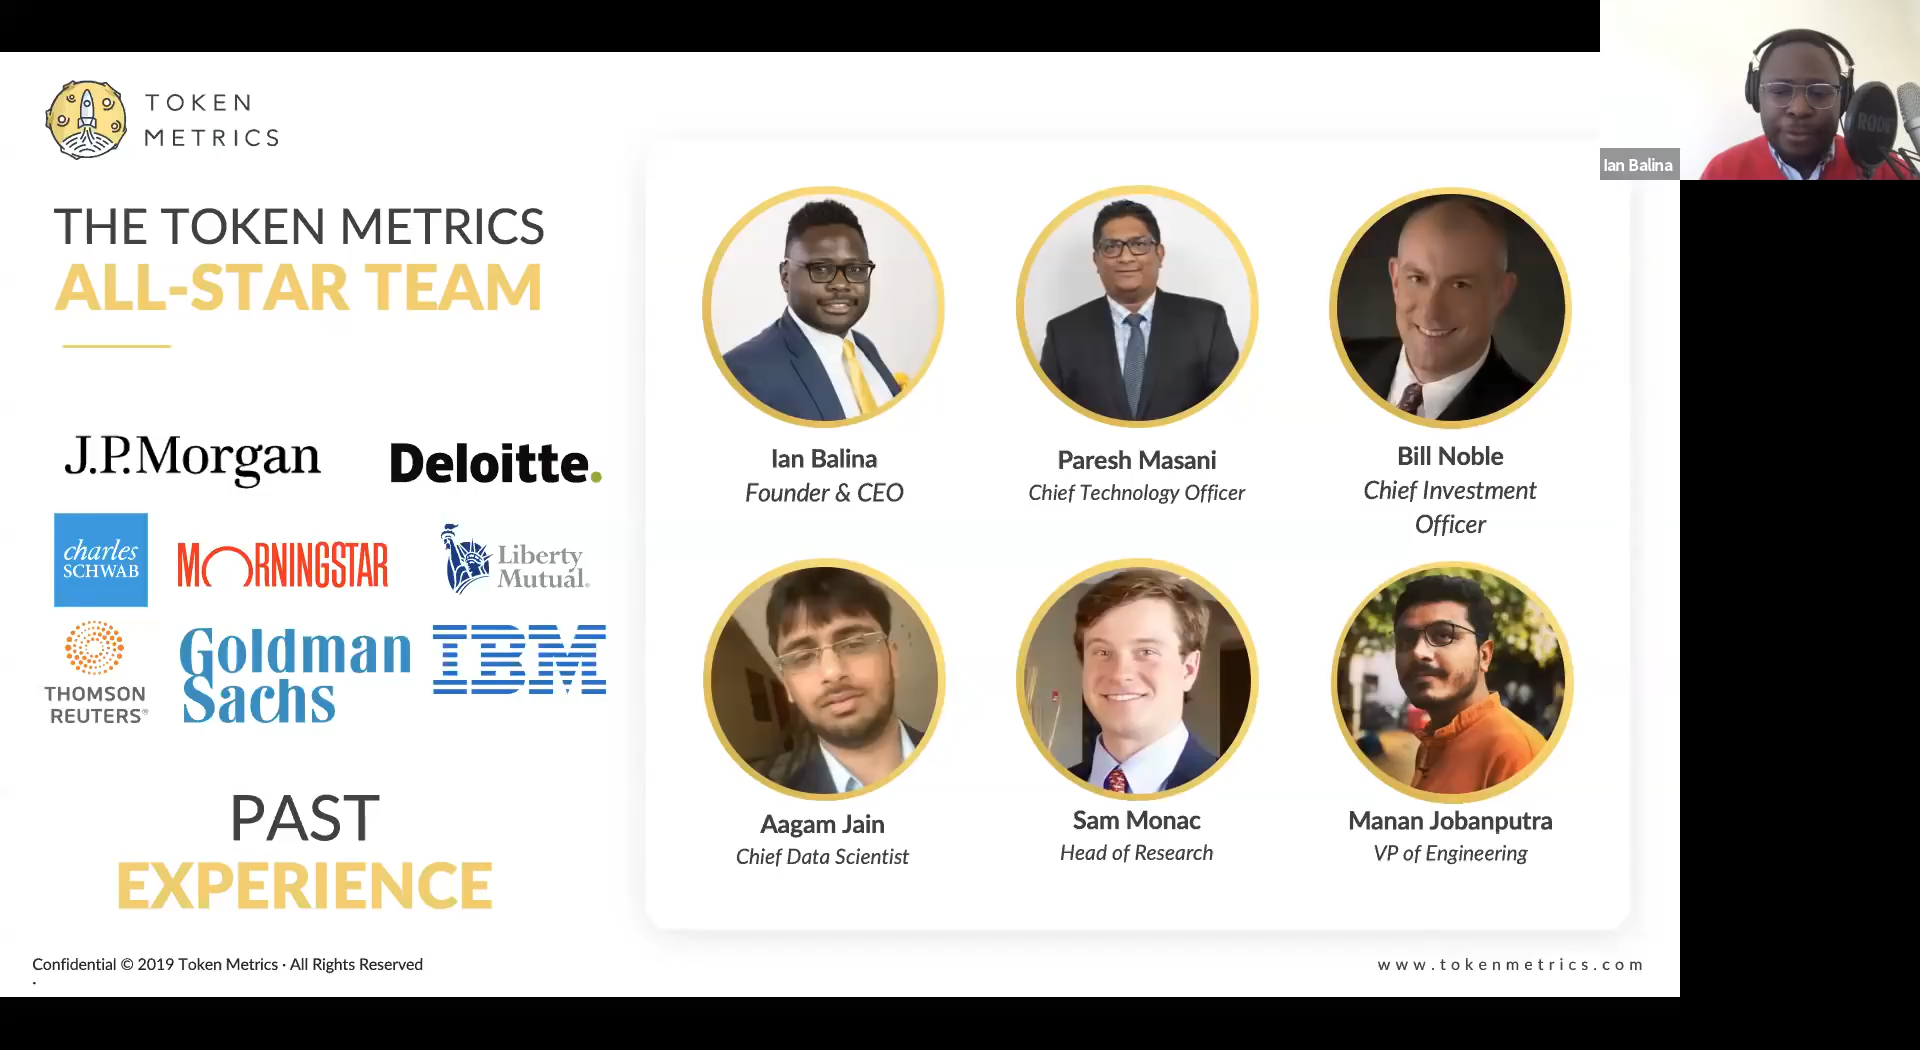 TOKEN
METRICS
THE TOKEN METRICS
ALL-STAR TEAM
J.P.Morgan
Deloitte.
charles
SCHWAB
MORNINGSTAR
Liberty
Mutual®
THOMSON
REUTERS®
Goldman
Sachs
IBM
PAST
EXPERIENCE
Ian Balina
Founder & CEO
Paresh Masani
Chief Technology Officer
Bill Noble
Chief Investment
Officer
Aagam Jain
Chief Data Scientist
Sam Monac
Head of Research
Manan Jobanputra
VP of Engineering
Confidential © 2019 Token Metrics · All Rights Reserved
.
www.tokenmetrics.com
Ian Balina
RODE